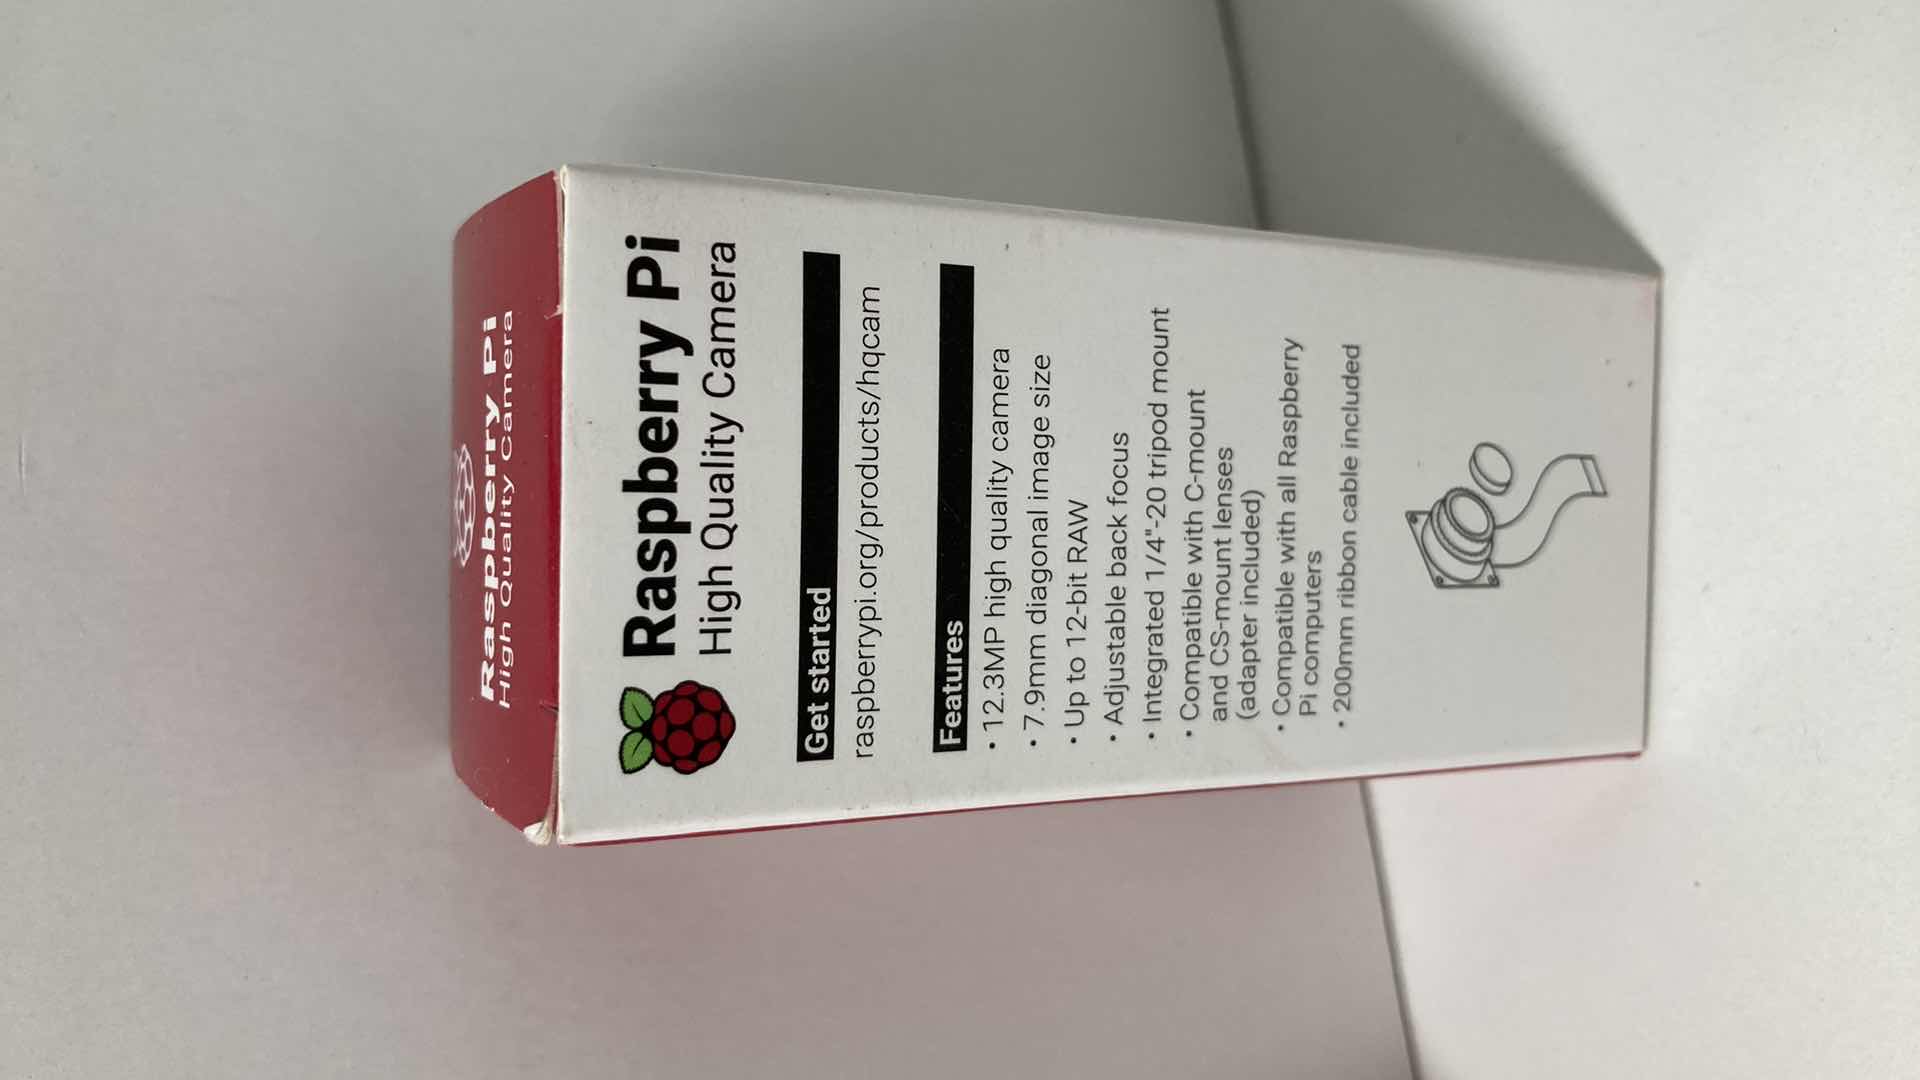 Raspberry Pi
High Quality Camera
Raspberry Pi
High Quality Camera
Get started
raspberrypi.org/products/hqcam
Features
• 12.3MP high quality camera
• 7.9mm diagonal image size
• Up to 12-bit RAW
• Adjustable back focus
• Integrated 1/4"-20 tripod mount
• Compatible with C-mount
and CS-mount lenses
(adapter included)
• Compatible with all Raspberry
Pi computers
• 200mm ribbon cable included